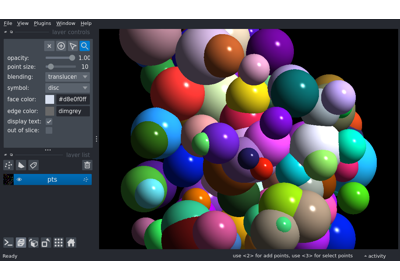 File View Plugins Window Help
layer controls
opacity: 1.00
point size: 10
blending: translucen
symbol: disc
face color: #d8e0f0ff
edge color: dimgrey
display text: ✓
out of slice:
layer list
pts
Ready use <2> for add points, use <3> for select points activity